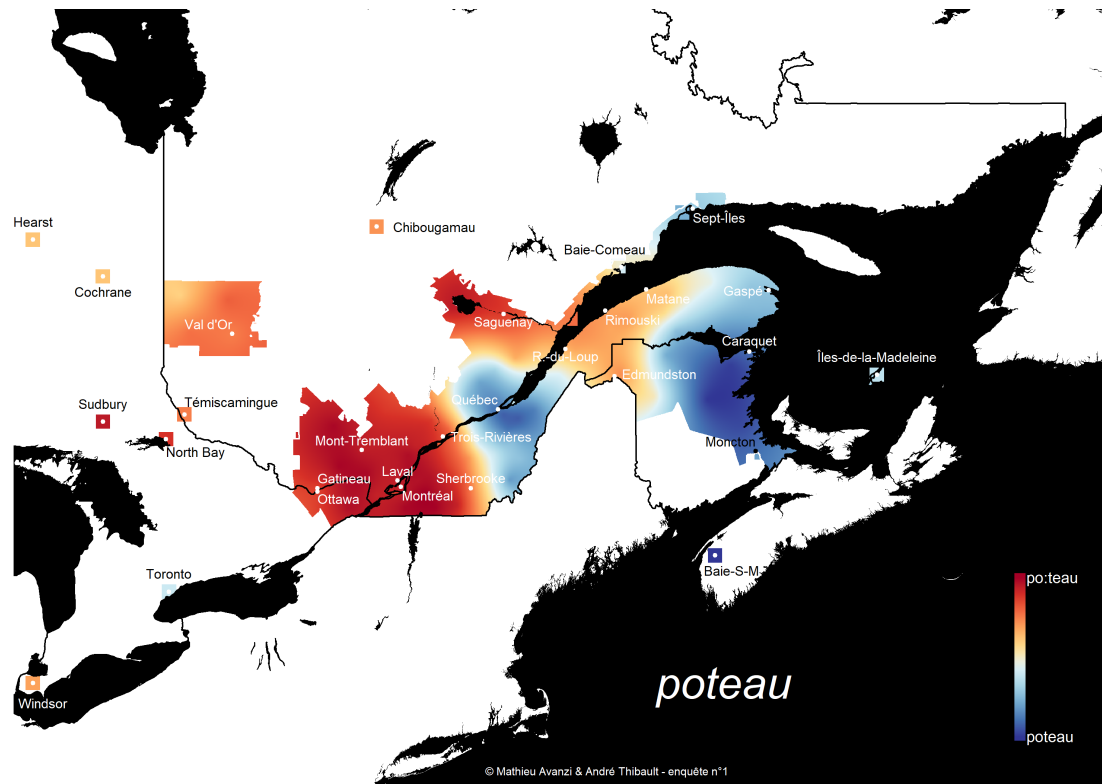 Hearst
Chibougamau
Sept-Îles
Baie-Comeau
Cochrane
Matane
Gaspé
Val d'Or
Saguenay
Rimouski
Caraquet
R.-du-Loup
Îles-de-la-Madeleine
Edmundston
Sudbury
Témiscamingue
Québec
Mont-Tremblant
Trois-Rivières
Moncton
North Bay
Laval
Gatineau
Sherbrooke
Ottawa
Montréal
Toronto
Baie-S-M
po:teau
poteau
Windsor
poteau
© Mathieu Avanzi & André Thibault - enquête n°1